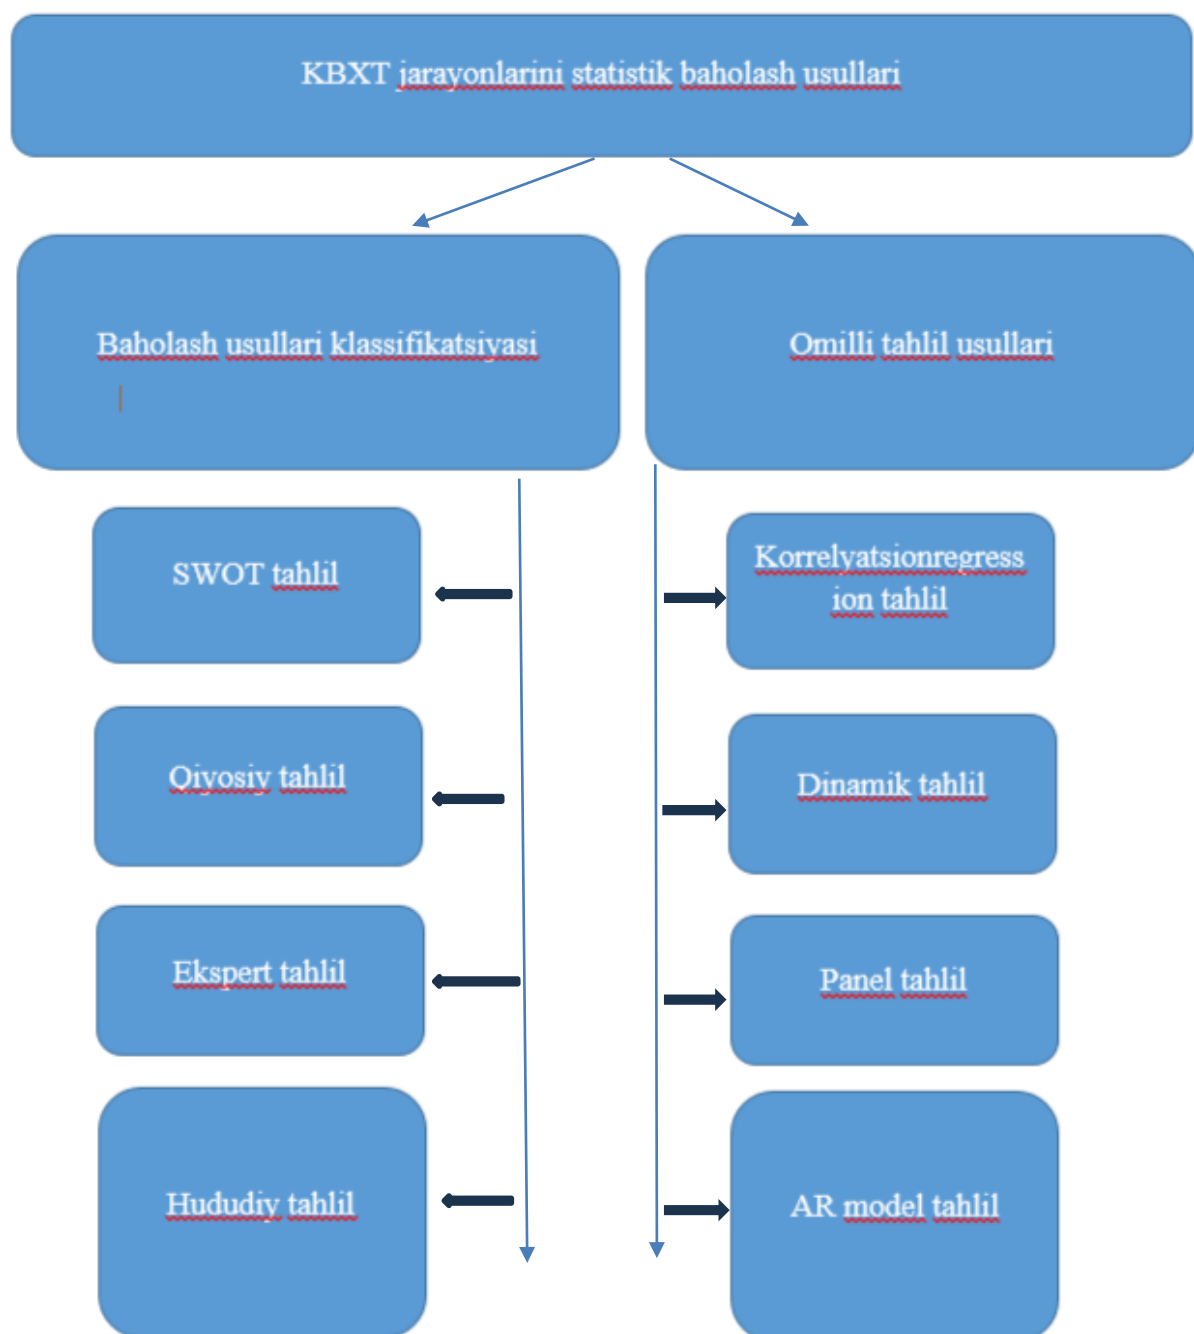 KBXT jarayonlarini statistik baholash usullari
Baholash usullari klassifikatsiyasi
Omilli tahlil usullari
SWOT tahlil
Qiyosiy tahlil
Ekspert tahlil
Hududiy tahlil
Korrelyatsionregress
ion tahlil
Dinamik tahlil
Panel tahlil
AR model tahlil